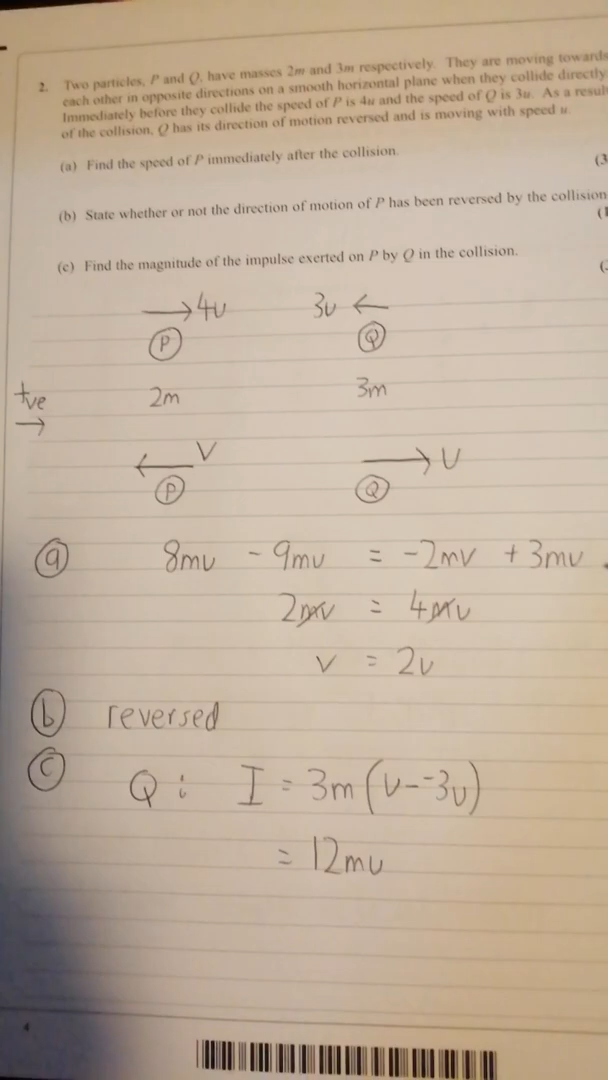 2. Two particles, P and Q, have masses 2m and 3m respectively. They are moving towards
each other in opposite directions on a smooth horizontal plane when they collide directly
Immediately before they collide the speed of P is 4u and the speed of Q is 3u. As a resul
of the collision, Q has its direction of motion reversed and is moving with speed u.
(a) Find the speed of P immediately after the collision.
(3
(b) State whether or not the direction of motion of P has been reversed by the collision
(c) Find the magnitude of the impulse exerted on P by Q in the collision.
→4u 3u ←
P Q
+ve 2m 3m
→
← v → u
P Q
(a) 8mu - 9mu = -2mv + 3mu
2mv = 4mu
v = 2u
(b) reversed
(c) Q : I = 3m(u--3u)
= 12mu
4